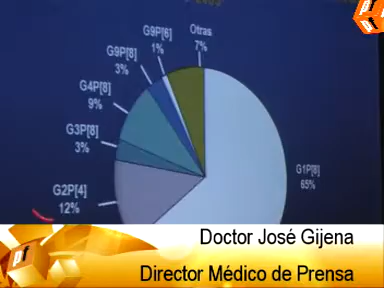 G9P[6]
1%
Otras
7%
G9P[8]
3%
G4P[8]
9%
G3P[8]
3%
G2P[4]
12%
G1P[8]
65%
Doctor José Gijena
Director Médico de Prensa